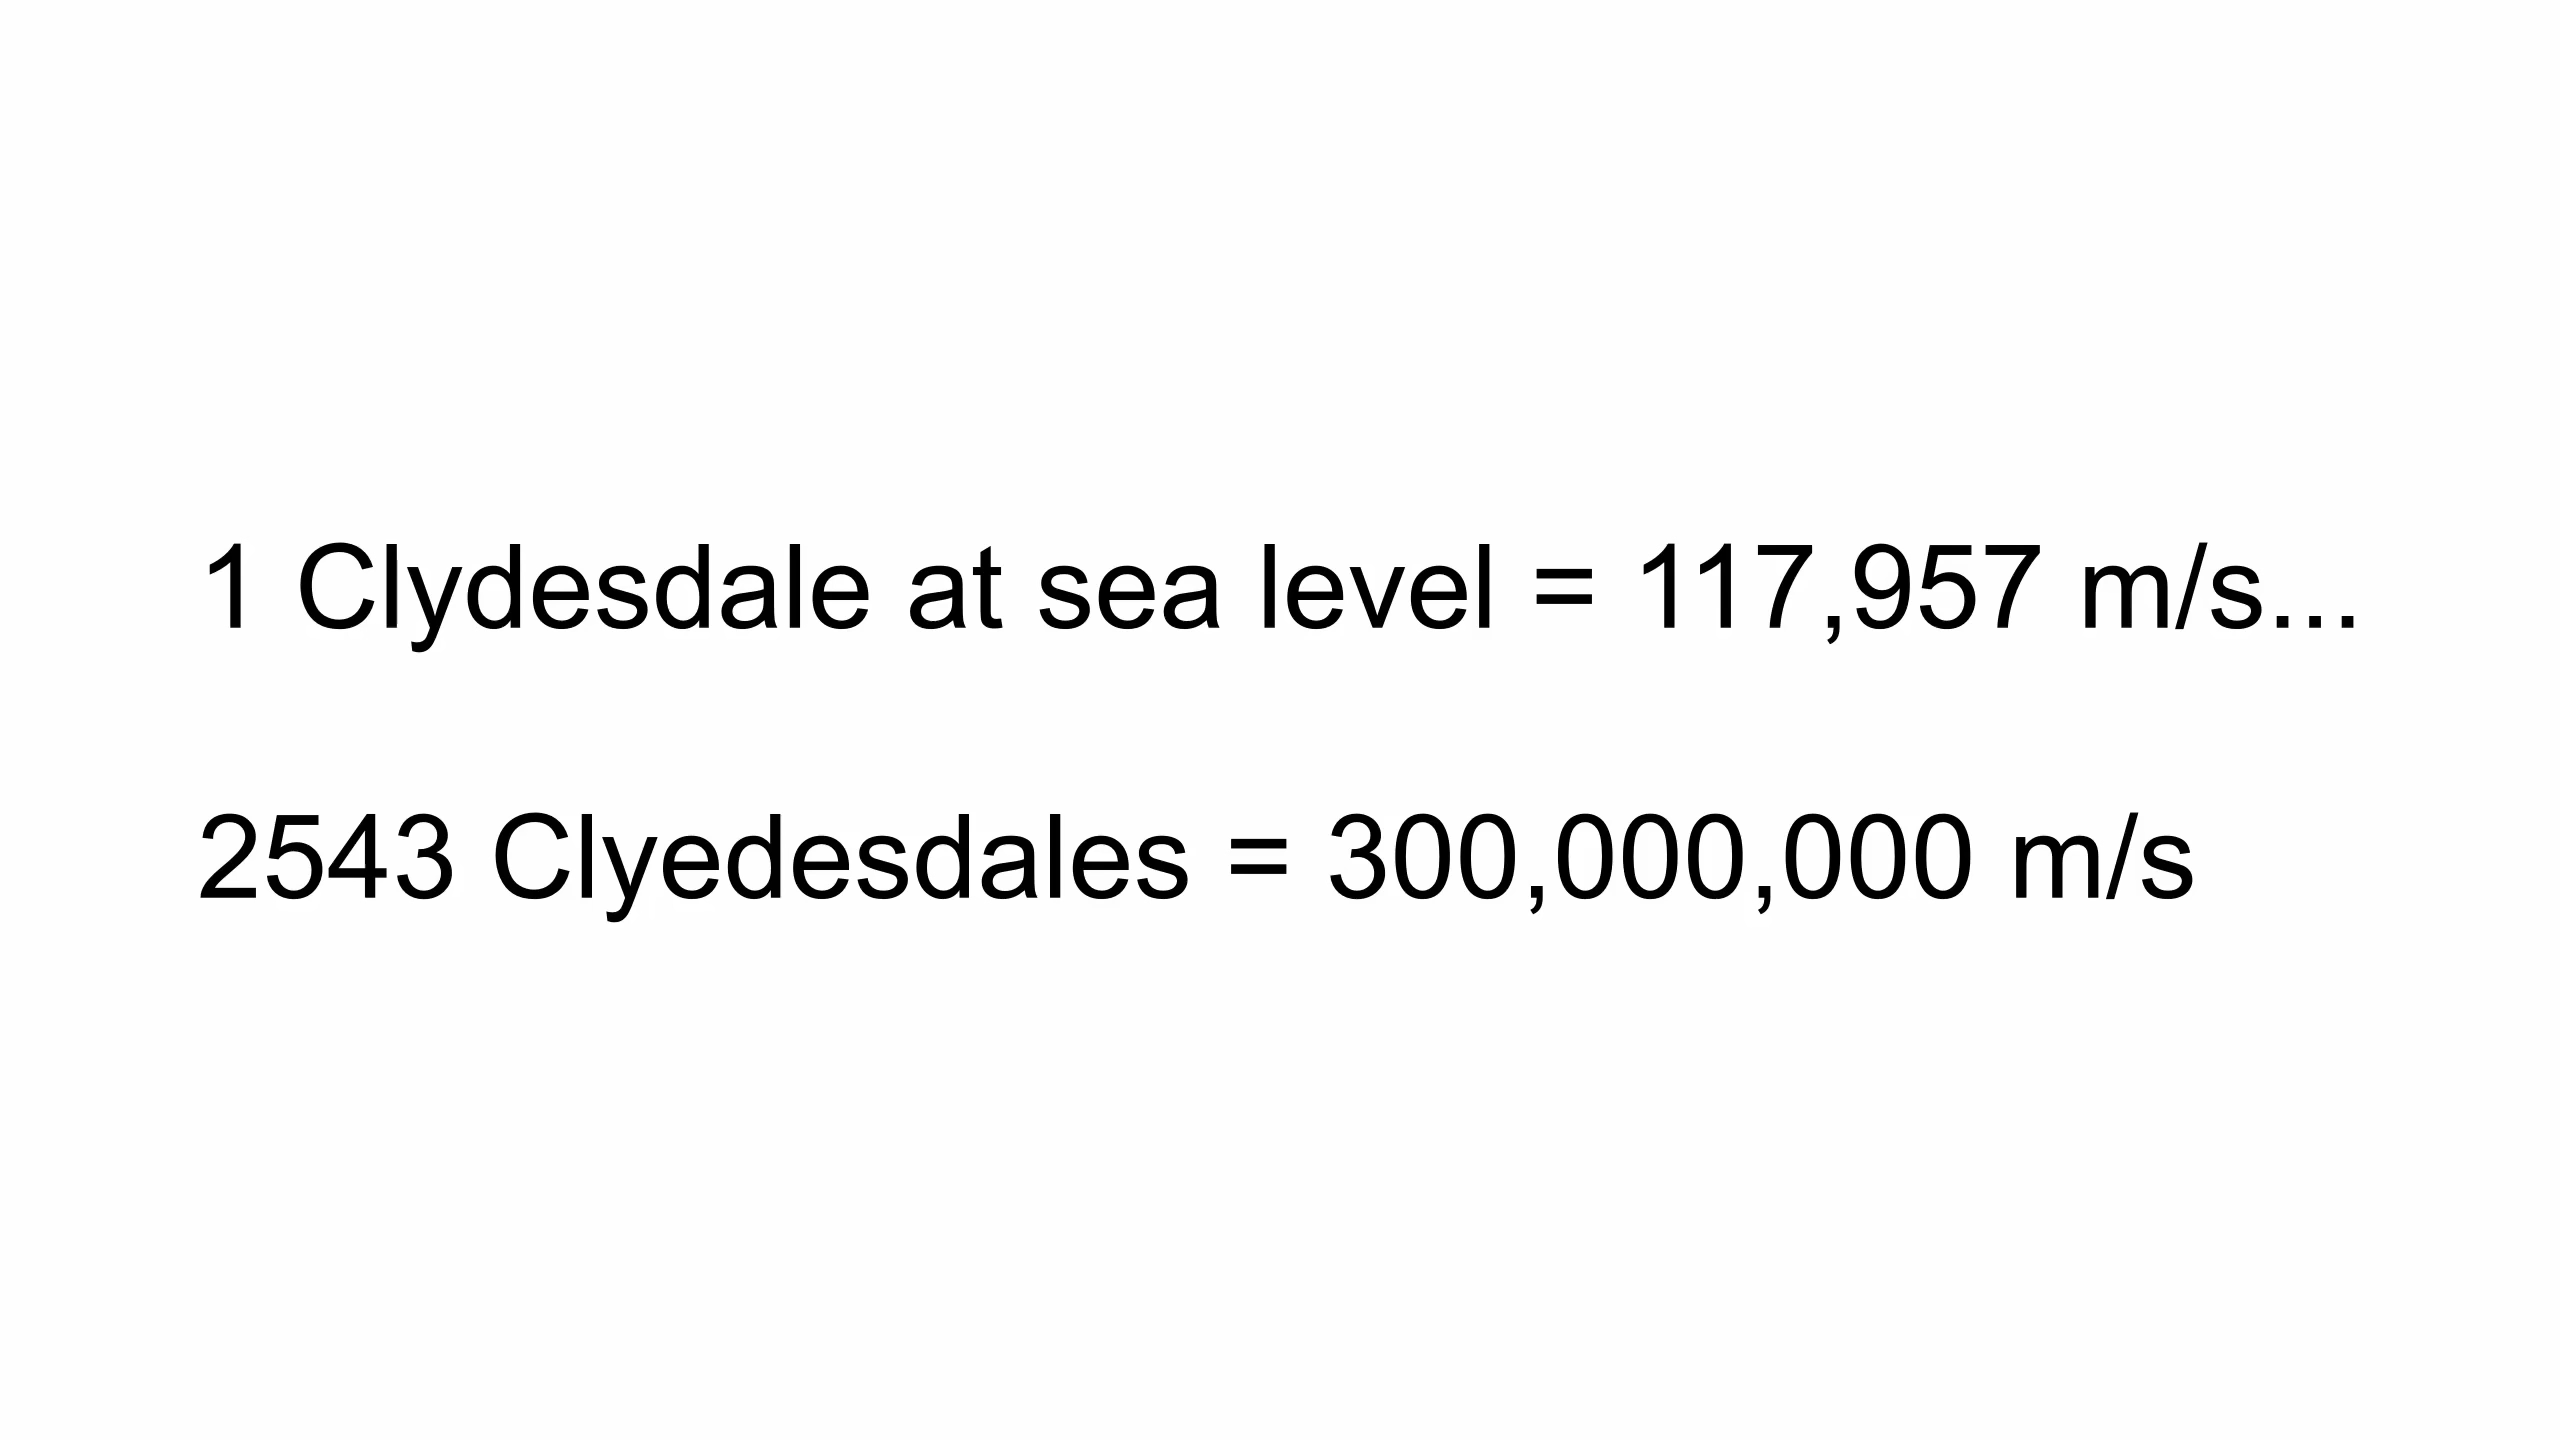 1 Clydesdale at sea level = 117,957 m/s...
2543 Clyedesdales = 300,000,000 m/s